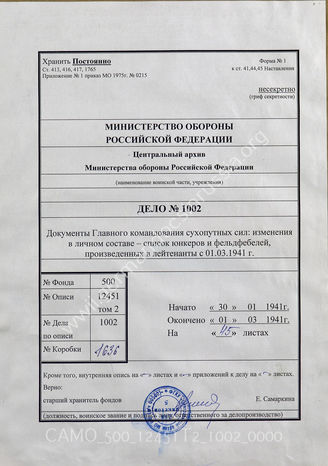 Хранить Постоянно
Форма № 1
Ст. 413, 416, 417, 1765
к ст. 41,44,45 Наставления
Приложение № 1 приказ МО 1975г. № 0215
несекретно
(гриф секретности)
МИНИСТЕРСТВО ОБОРОНЫ
РОССИЙСКОЙ ФЕДЕРАЦИИ
Центральный архив
Министерства обороны Российской Федерации
(наименование воинской части, учреждения)
ДЕЛО № 1002
Документы Главного командования сухопутных сил: изменения
в личном составе – список юнкеров и фельдфебелей,
произведенных в лейтенанты с 01.03.1941 г.
№ Фонда 500
№ Описи 12451
том 2
№ Дела 1002
по описи
№ Коробки 1636
Начато « 30 » 01 1941г.
Окончено « 01 » 03 1941г.
На « 15 » листах
Кроме того, внутренняя опись на «–» листах и «–» приложений к делу на «–» листах.
Верно:
старший хранитель фондов Е. Самаркина
(должность, воинское звание и подпись лица, ответственного за делопроизводство)
CAMO_500_12451T2_1002_0000